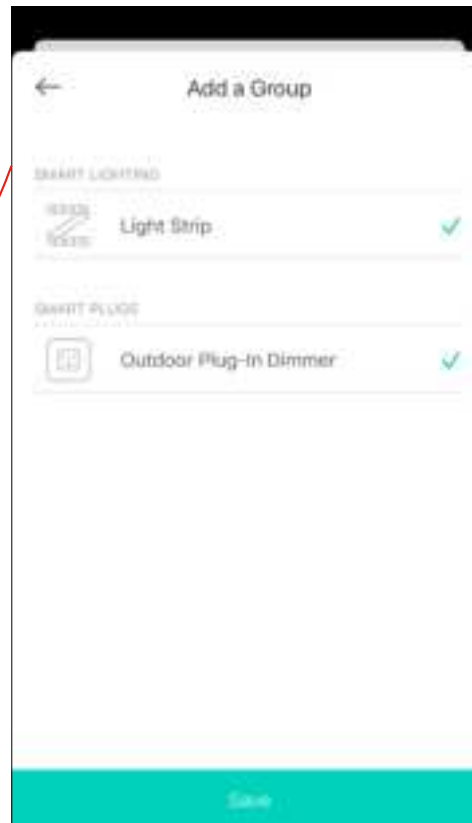 Add a Group
SMART LIGHTING
Light Strip
SMART PLUGS
Outdoor Plug-In Dimmer
Save